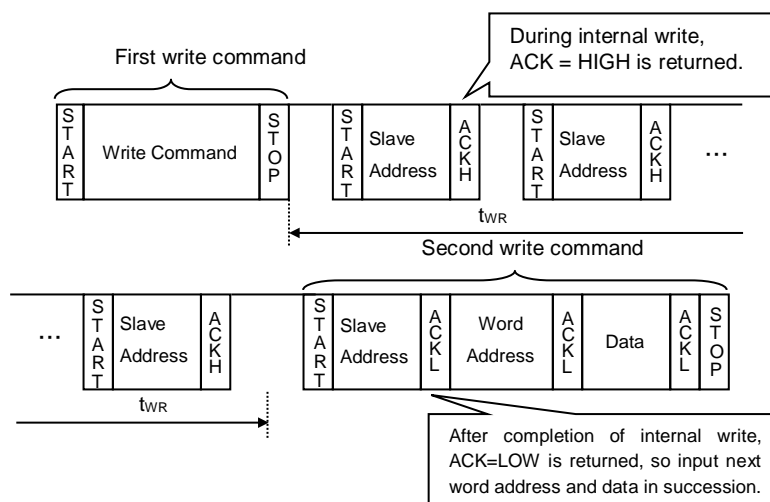 During internal write,
ACK = HIGH is returned.
First write command
START
Write Command
STOP
START
Slave
Address
ACKH
START
Slave
Address
ACKH
...
tWR
Second write command
...
START
Slave
Address
ACKH
START
Slave
Address
ACKL
Word
Address
ACKL
Data
ACKL
STOP
tWR
After completion of internal write,
ACK=LOW is returned, so input next
word address and data in succession.